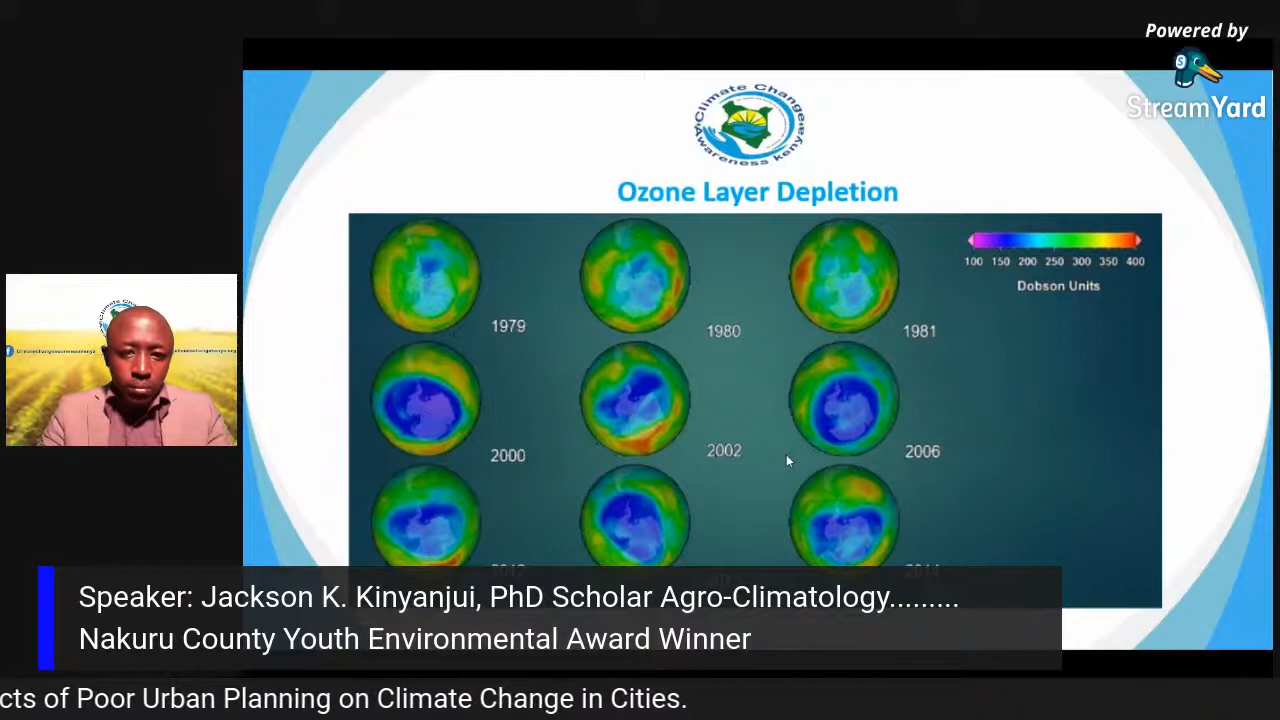 Powered by
StreamYard
Climate Change
Awareness kenya
Ozone Layer Depletion
100 150 200 250 300 350 400
Dobson Units
1979
1980
1981
2000
2002
2006
2014
Speaker: Jackson K. Kinyanjui, PhD Scholar Agro-Climatology.........
Nakuru County Youth Environmental Award Winner
cts of Poor Urban Planning on Climate Change in Cities.